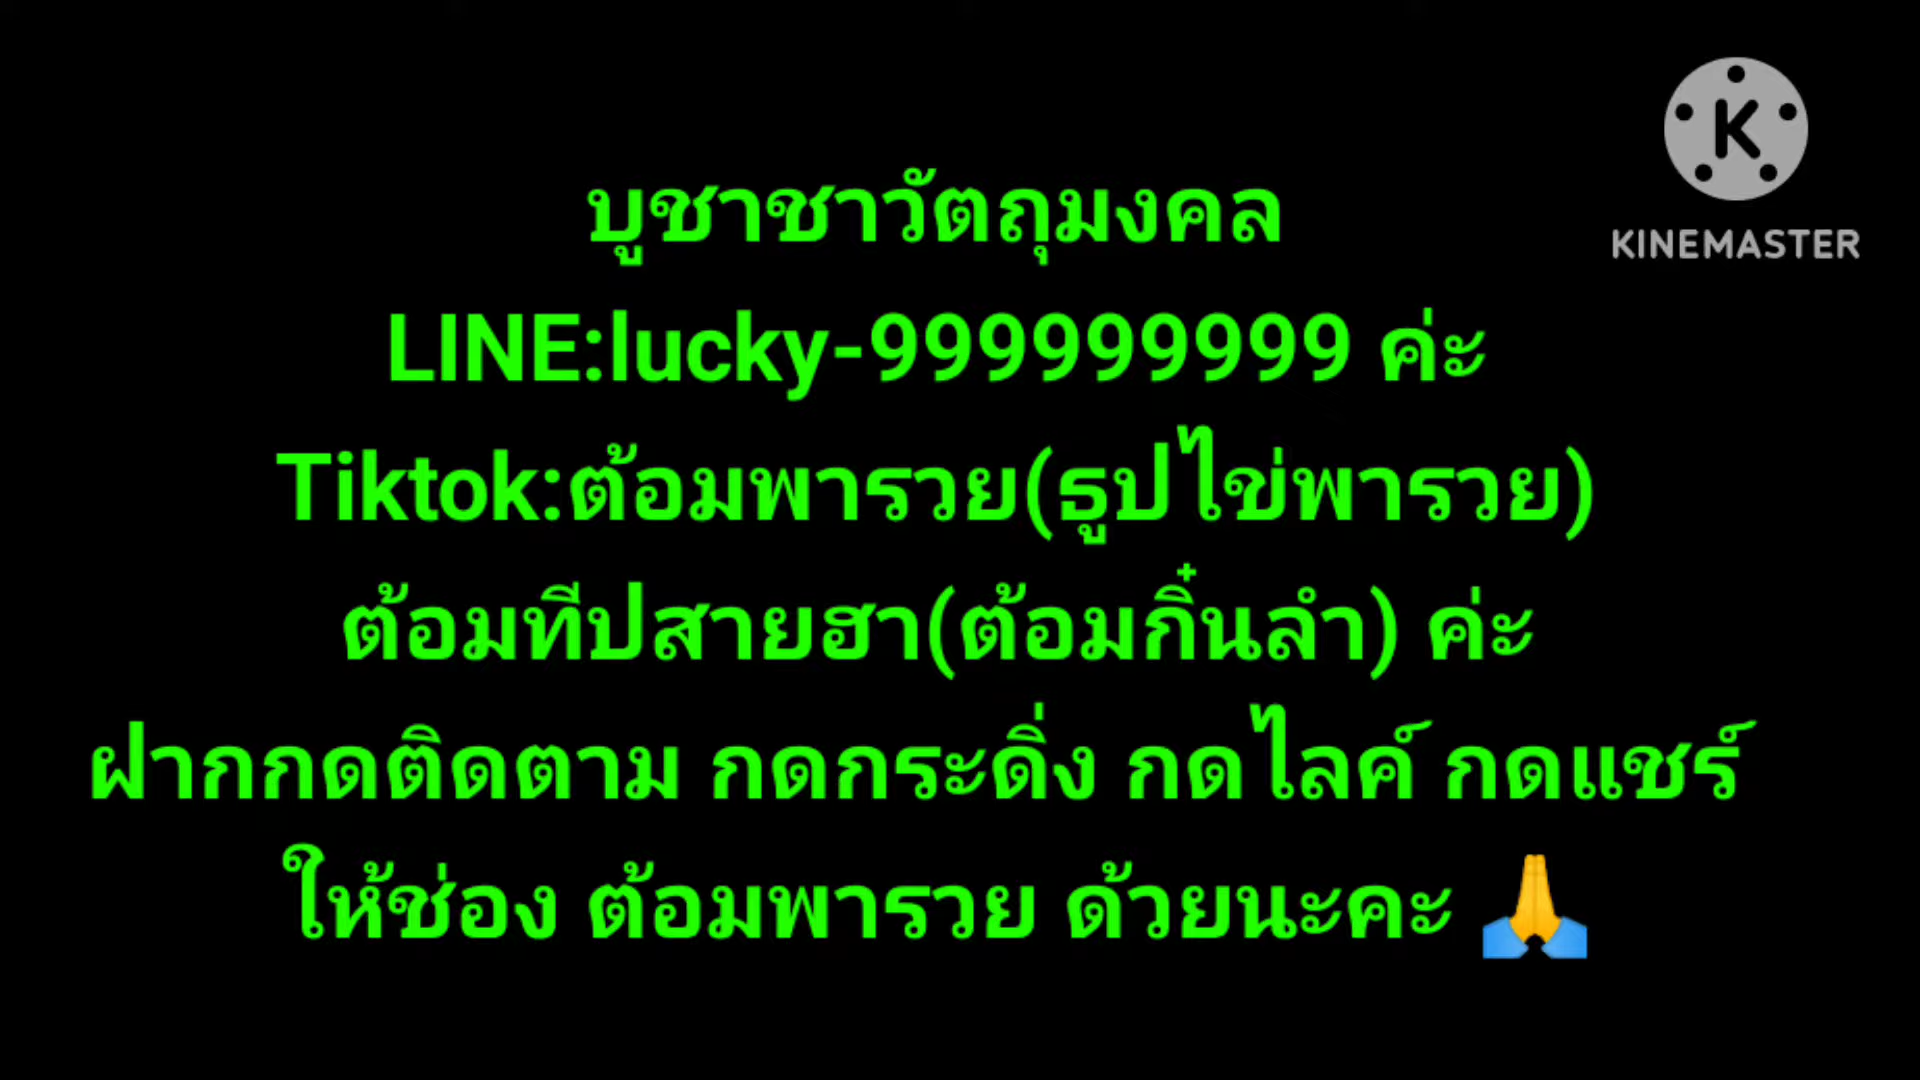 KINEMASTER
บูชาชาวัตถุมงคล
LINE:lucky-999999999 ค่ะ
Tiktok:ต้อมพารวย(ธูปไข่พารวย)
ต้อมทีปสายฮา(ต้อมกิ๋นลำ) ค่ะ
ฝากกดติดตาม กดกระดิ่ง กดไลค์ กดแชร์
ให้ช่อง ต้อมพารวย ด้วยนะคะ 🙏